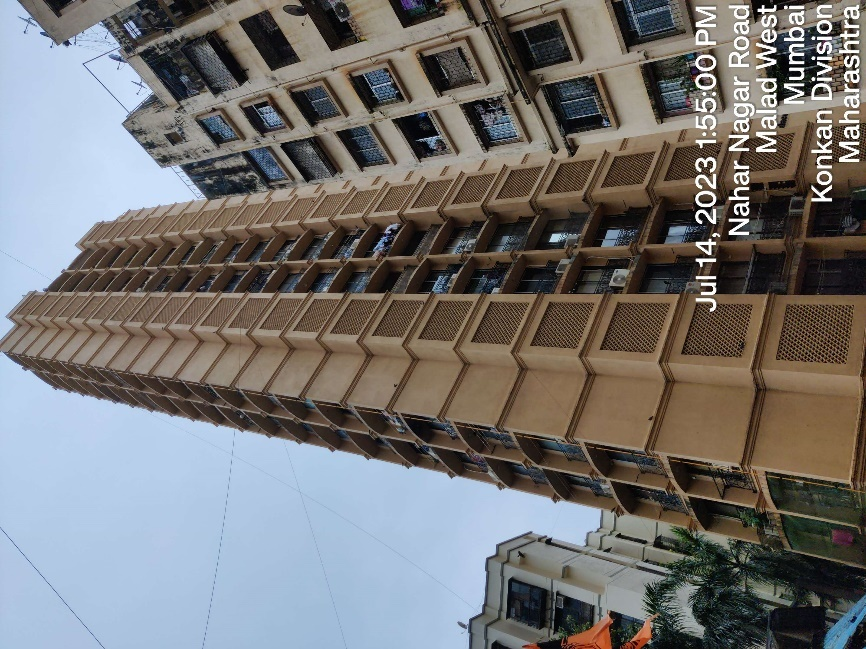 Jul 14, 2023 1:55:00 PM
Nahar Nagar Road
Malad West
Mumbai
Konkan Division
Maharashtra